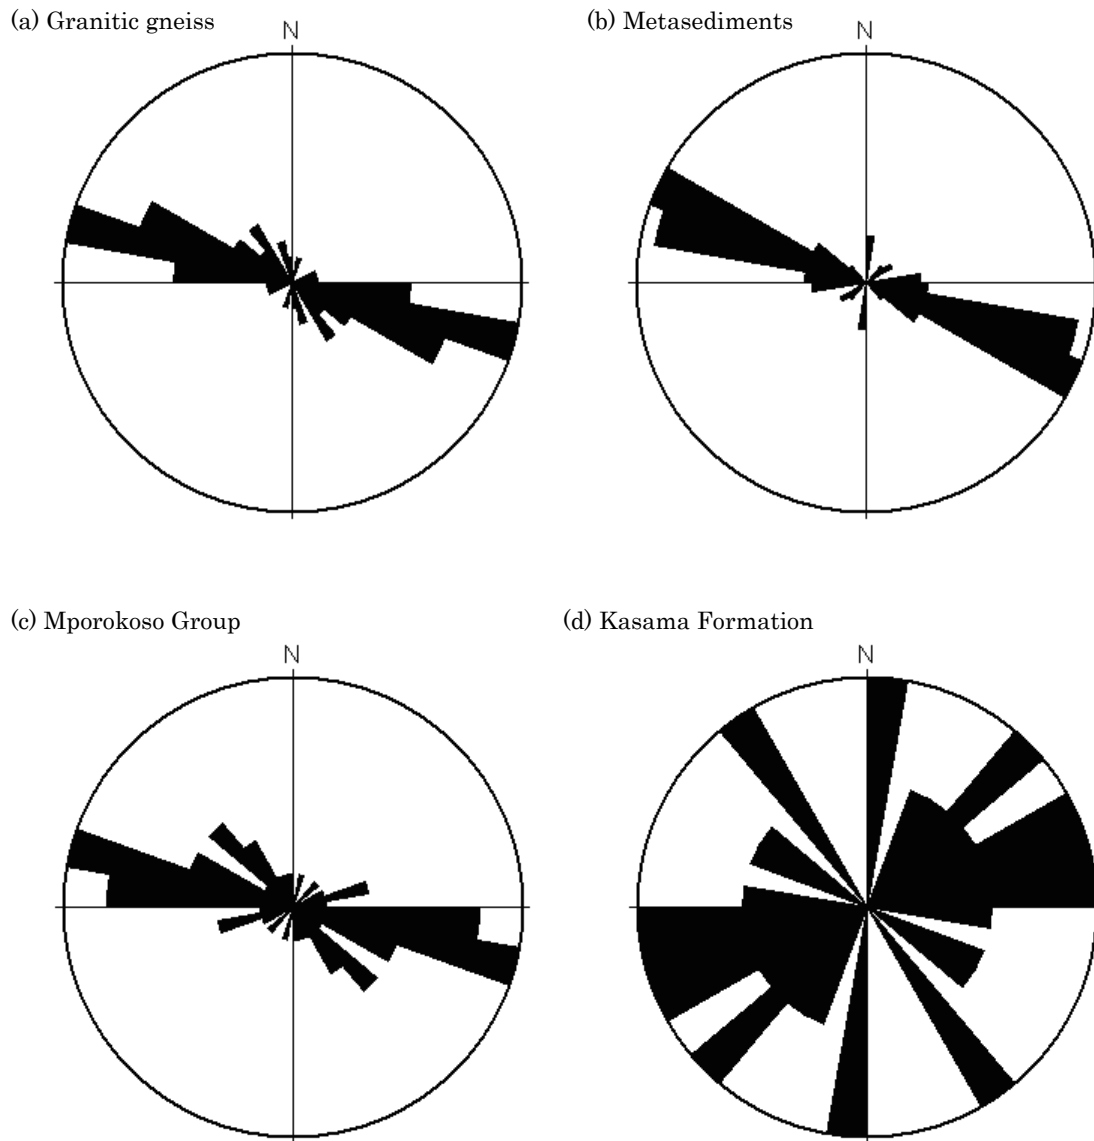 (a) Granitic gneiss
(b) Metasediments
N
N
(c) Mporokoso Group
(d) Kasama Formation
N
N